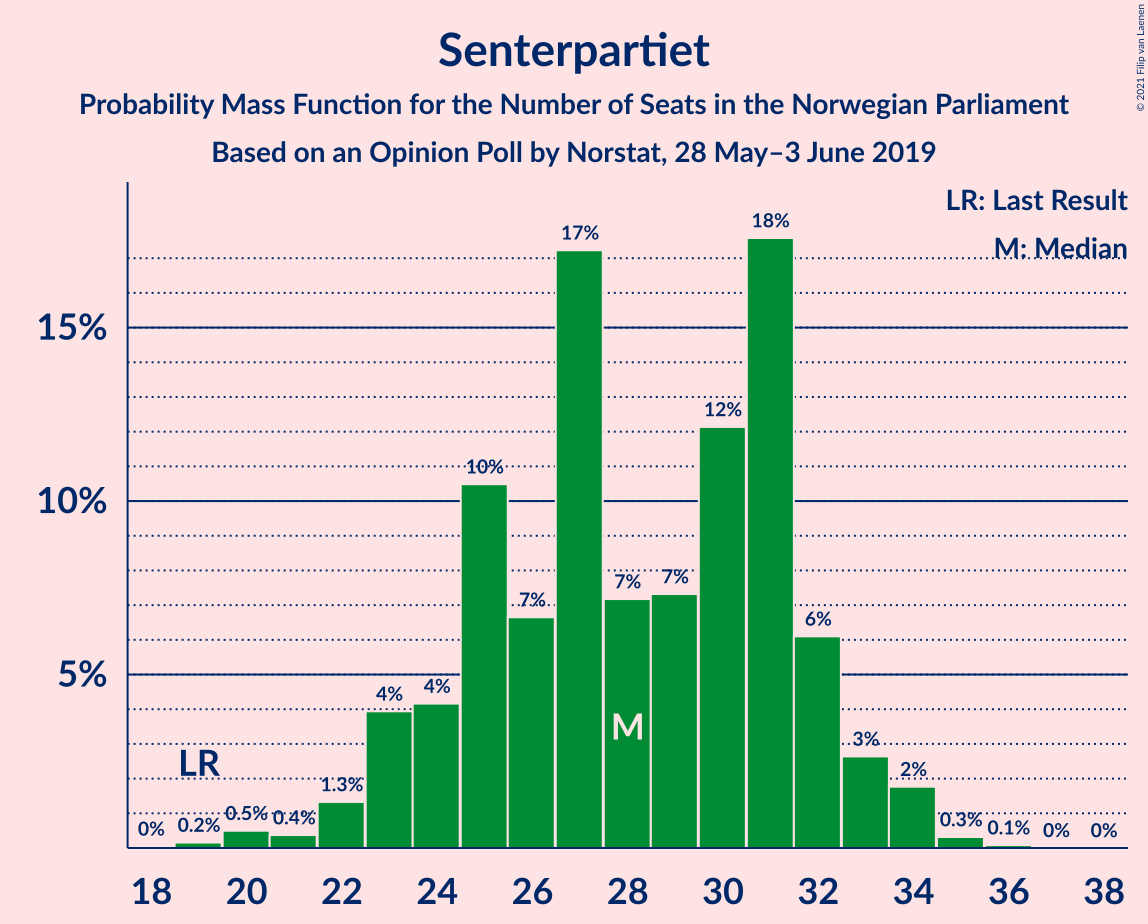 Senterpartiet
Probability Mass Function for the Number of Seats in the Norwegian Parliament
Based on an Opinion Poll by Norstat, 28 May–3 June 2019
© 2021 Filip van Laenen
LR: Last Result
M: Median
15%
10%
5%
0%
0.2%
0.5%
0.4%
1.3%
4%
4%
10%
7%
17%
7%
7%
12%
18%
6%
3%
2%
0.3%
0.1%
0%
0%
LR
M
18 20 22 24 26 28 30 32 34 36 38